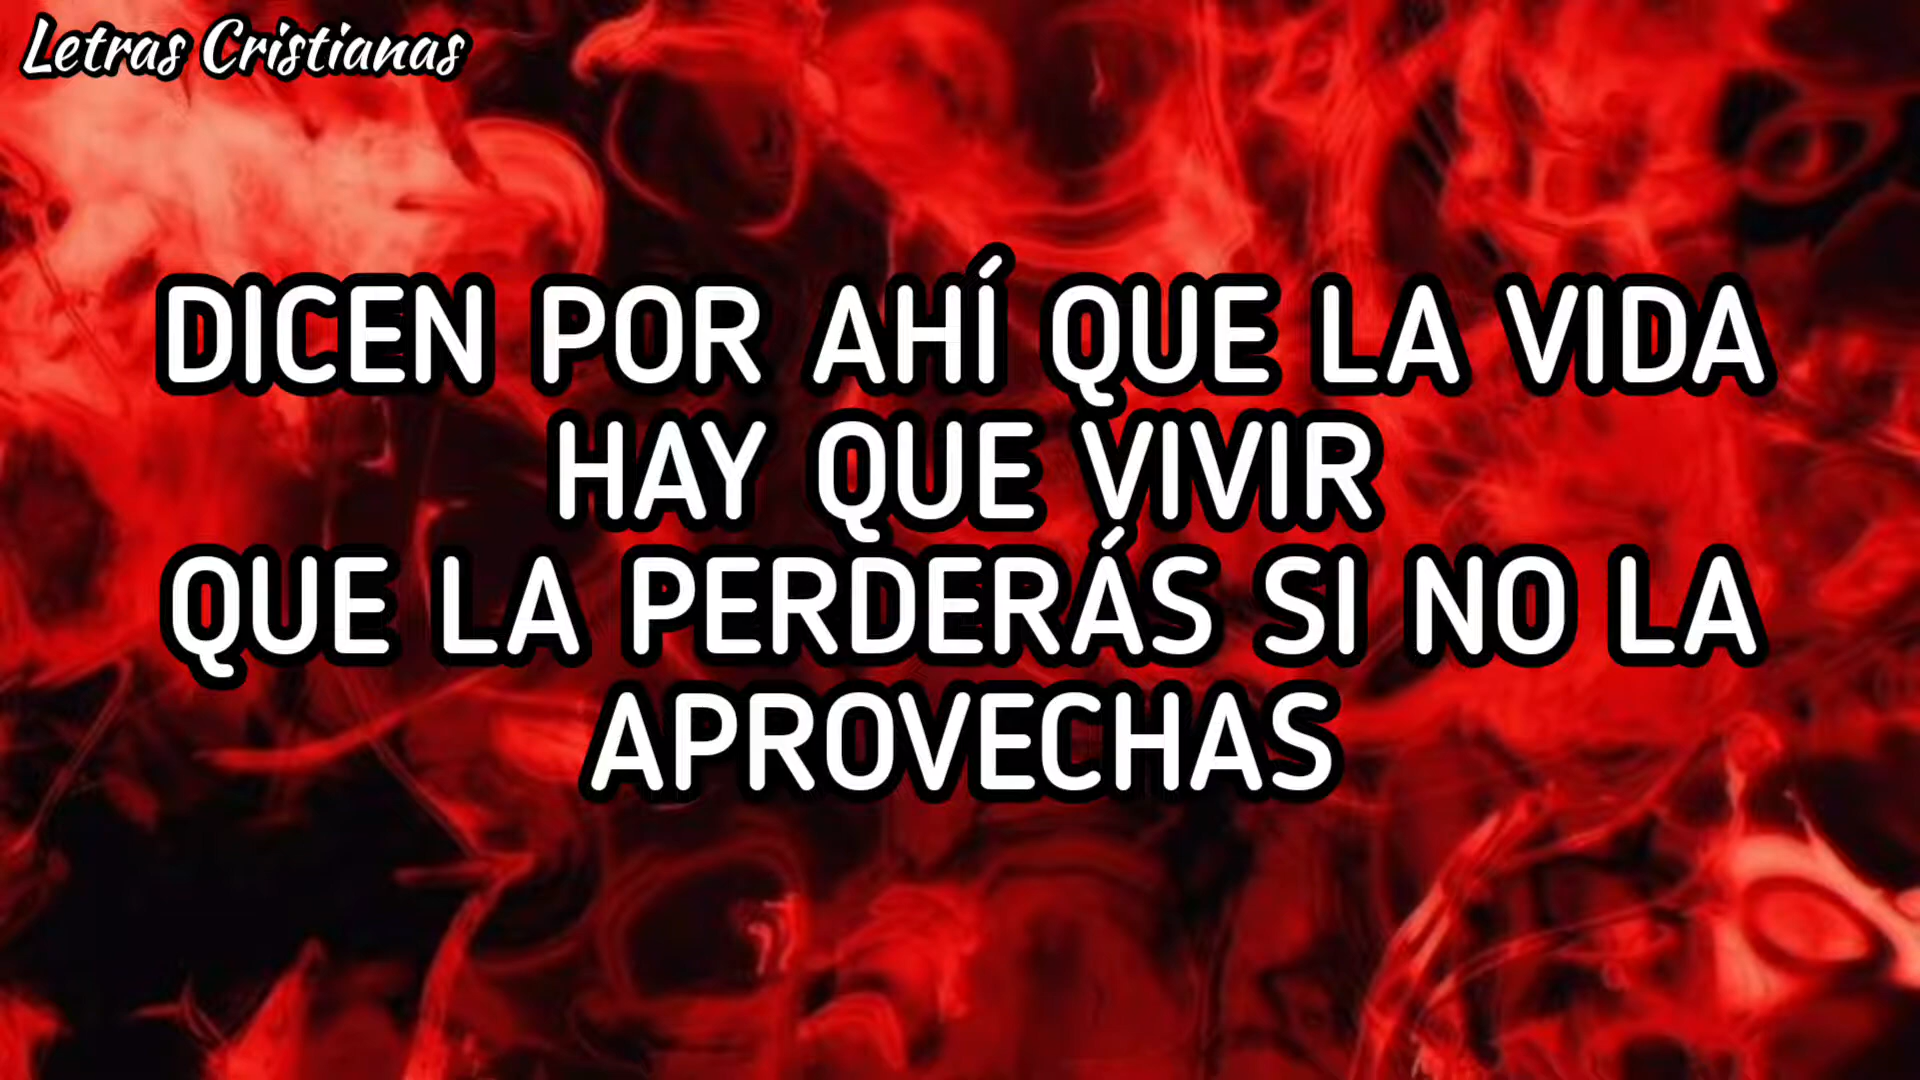 Letras Cristianas
DICEN POR AHÍ QUE LA VIDA
HAY QUE VIVIR
QUE LA PERDERÁS SI NO LA
APROVECHAS